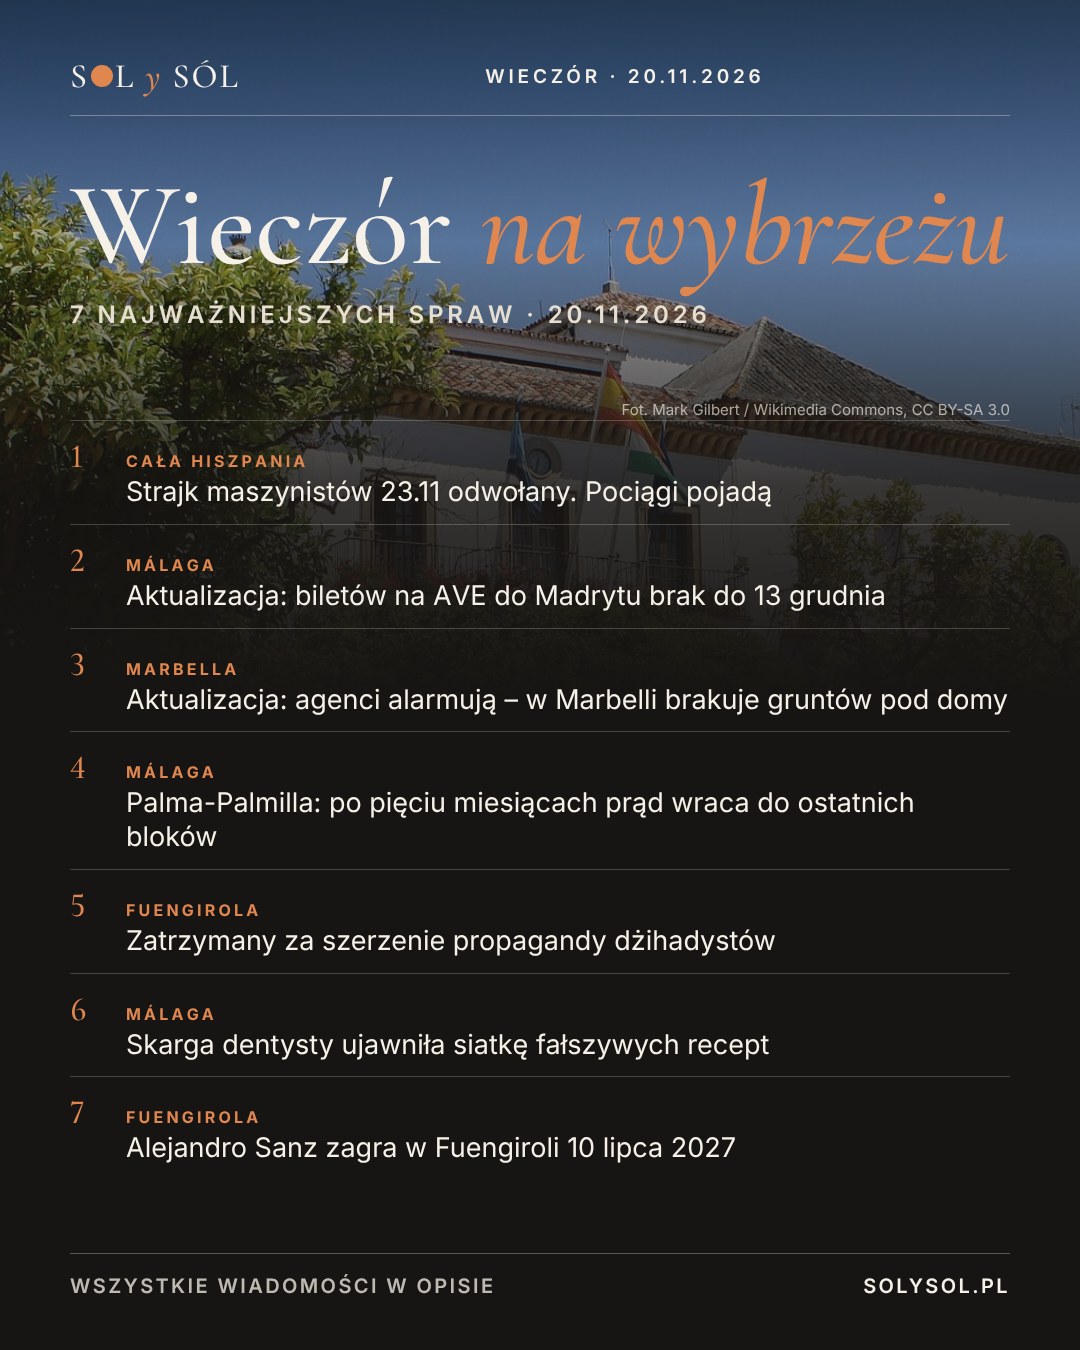 SOL y SÓL
WIECZÓR · 20.11.2026
Wieczór na wybrzeżu
7 NAJWAŻNIEJSZYCH SPRAW · 20.11.2026
Fot. Mark Gilbert / Wikimedia Commons, CC BY-SA 3.0
1 CAŁA HISZPANIA
Strajk maszynistów 23.11 odwołany. Pociągi pojadą
2 MÁLAGA
Aktualizacja: biletów na AVE do Madrytu brak do 13 grudnia
3 MARBELLA
Aktualizacja: agenci alarmują – w Marbelli brakuje gruntów pod domy
4 MÁLAGA
Palma-Palmilla: po pięciu miesiącach prąd wraca do ostatnich
bloków
5 FUENGIROLA
Zatrzymany za szerzenie propagandy dżihadystów
6 MÁLAGA
Skarga dentysty ujawniła siatkę fałszywych recept
7 FUENGIROLA
Alejandro Sanz zagra w Fuengiroli 10 lipca 2027
WSZYSTKIE WIADOMOŚCI W OPISIE
SOLYSOL.PL